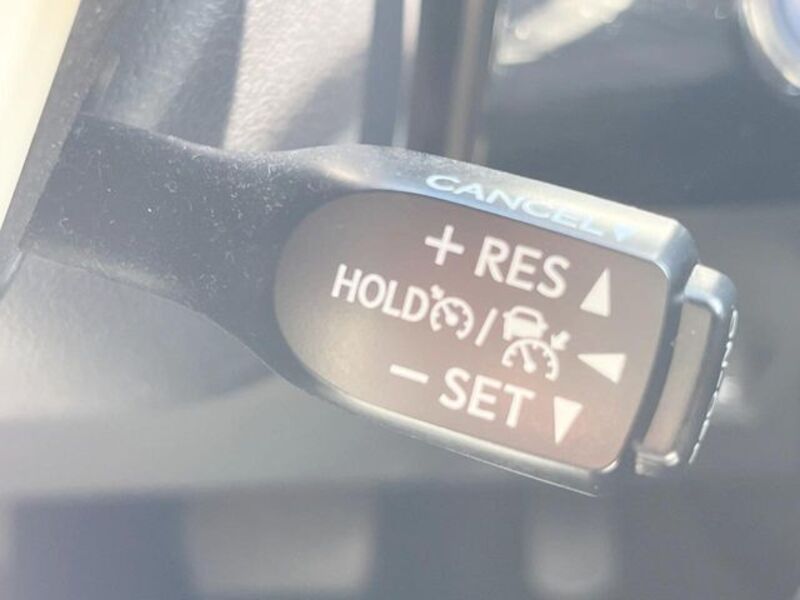 CANCEL▼
+ RES ▲
HOLD / ◀
− SET ▼